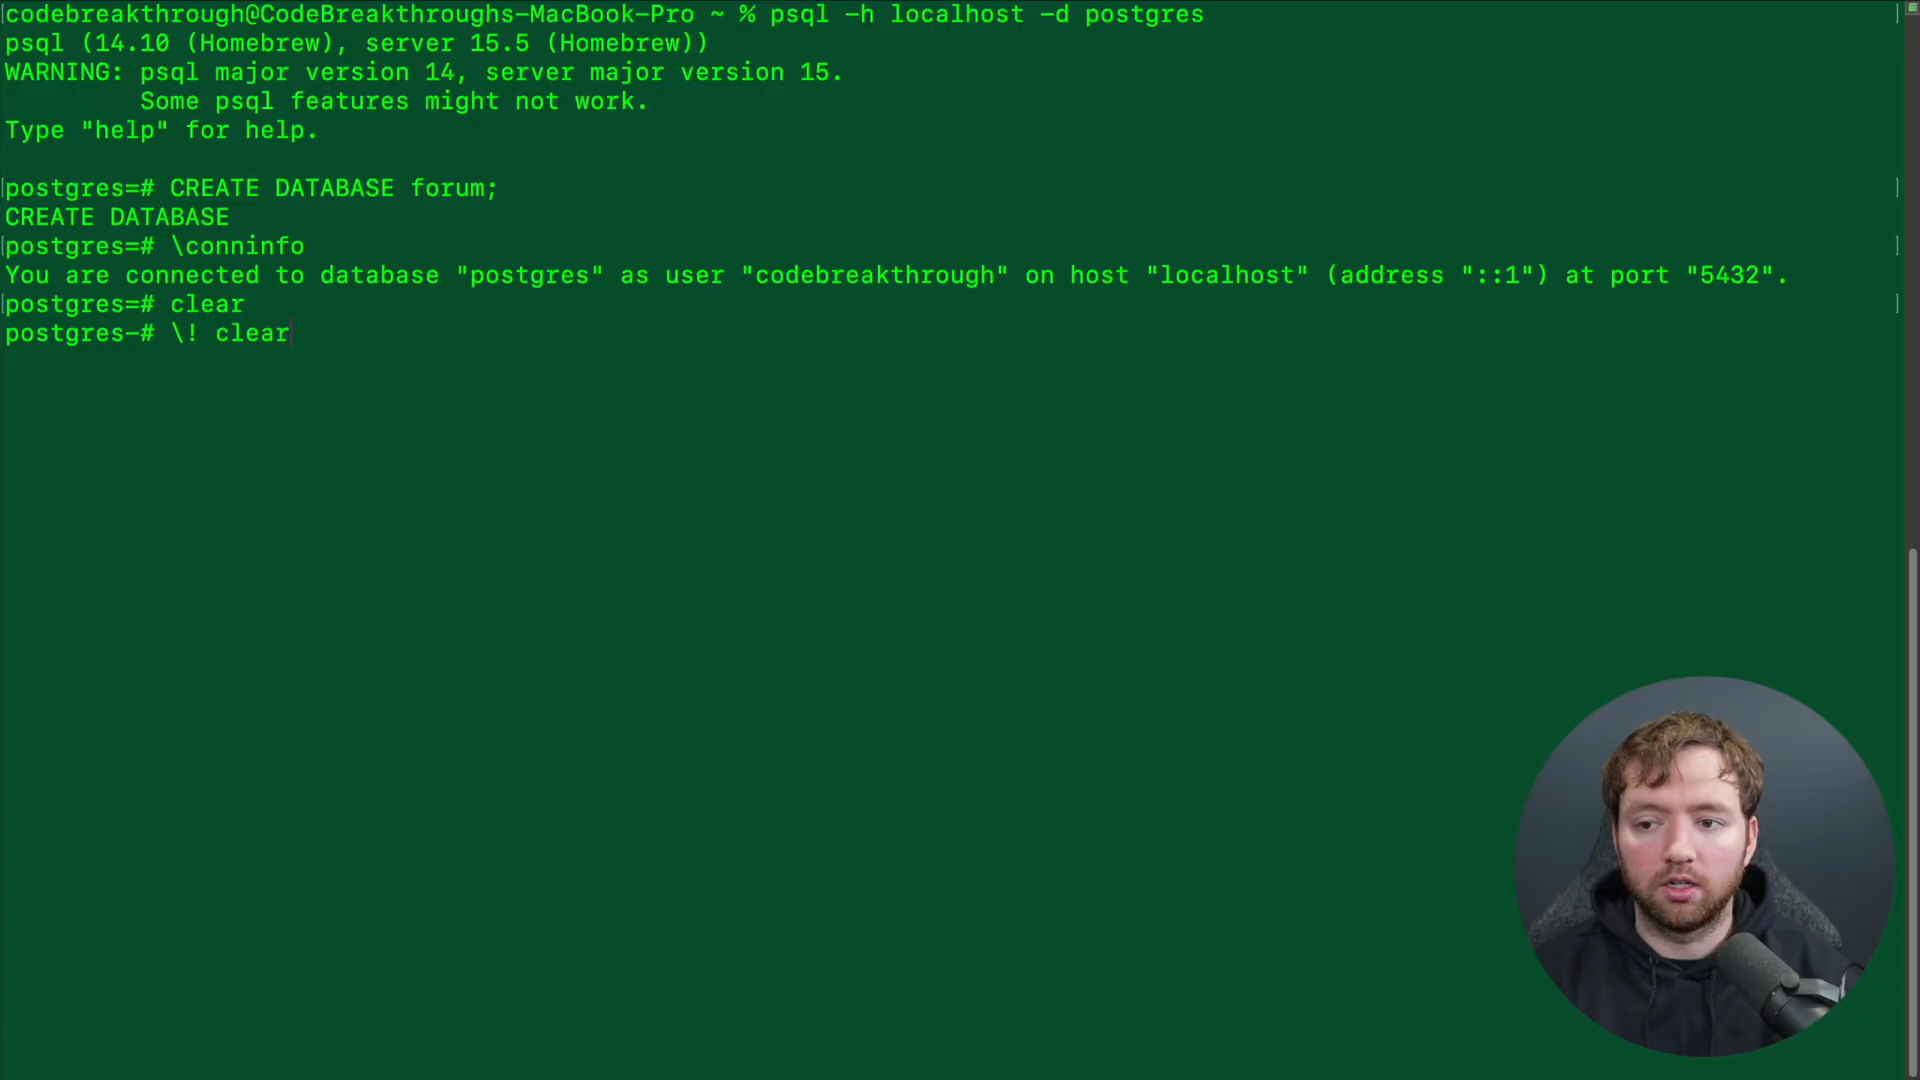 codebreakthrough@CodeBreakthroughs-MacBook-Pro ~ % psql -h localhost -d postgres
psql (14.10 (Homebrew), server 15.5 (Homebrew))
WARNING: psql major version 14, server major version 15.
         Some psql features might not work.
Type "help" for help.

postgres=# CREATE DATABASE forum;
CREATE DATABASE
postgres=# \conninfo
You are connected to database "postgres" as user "codebreakthrough" on host "localhost" (address "::1") at port "5432".
postgres=# clear
postgres-# \! clear